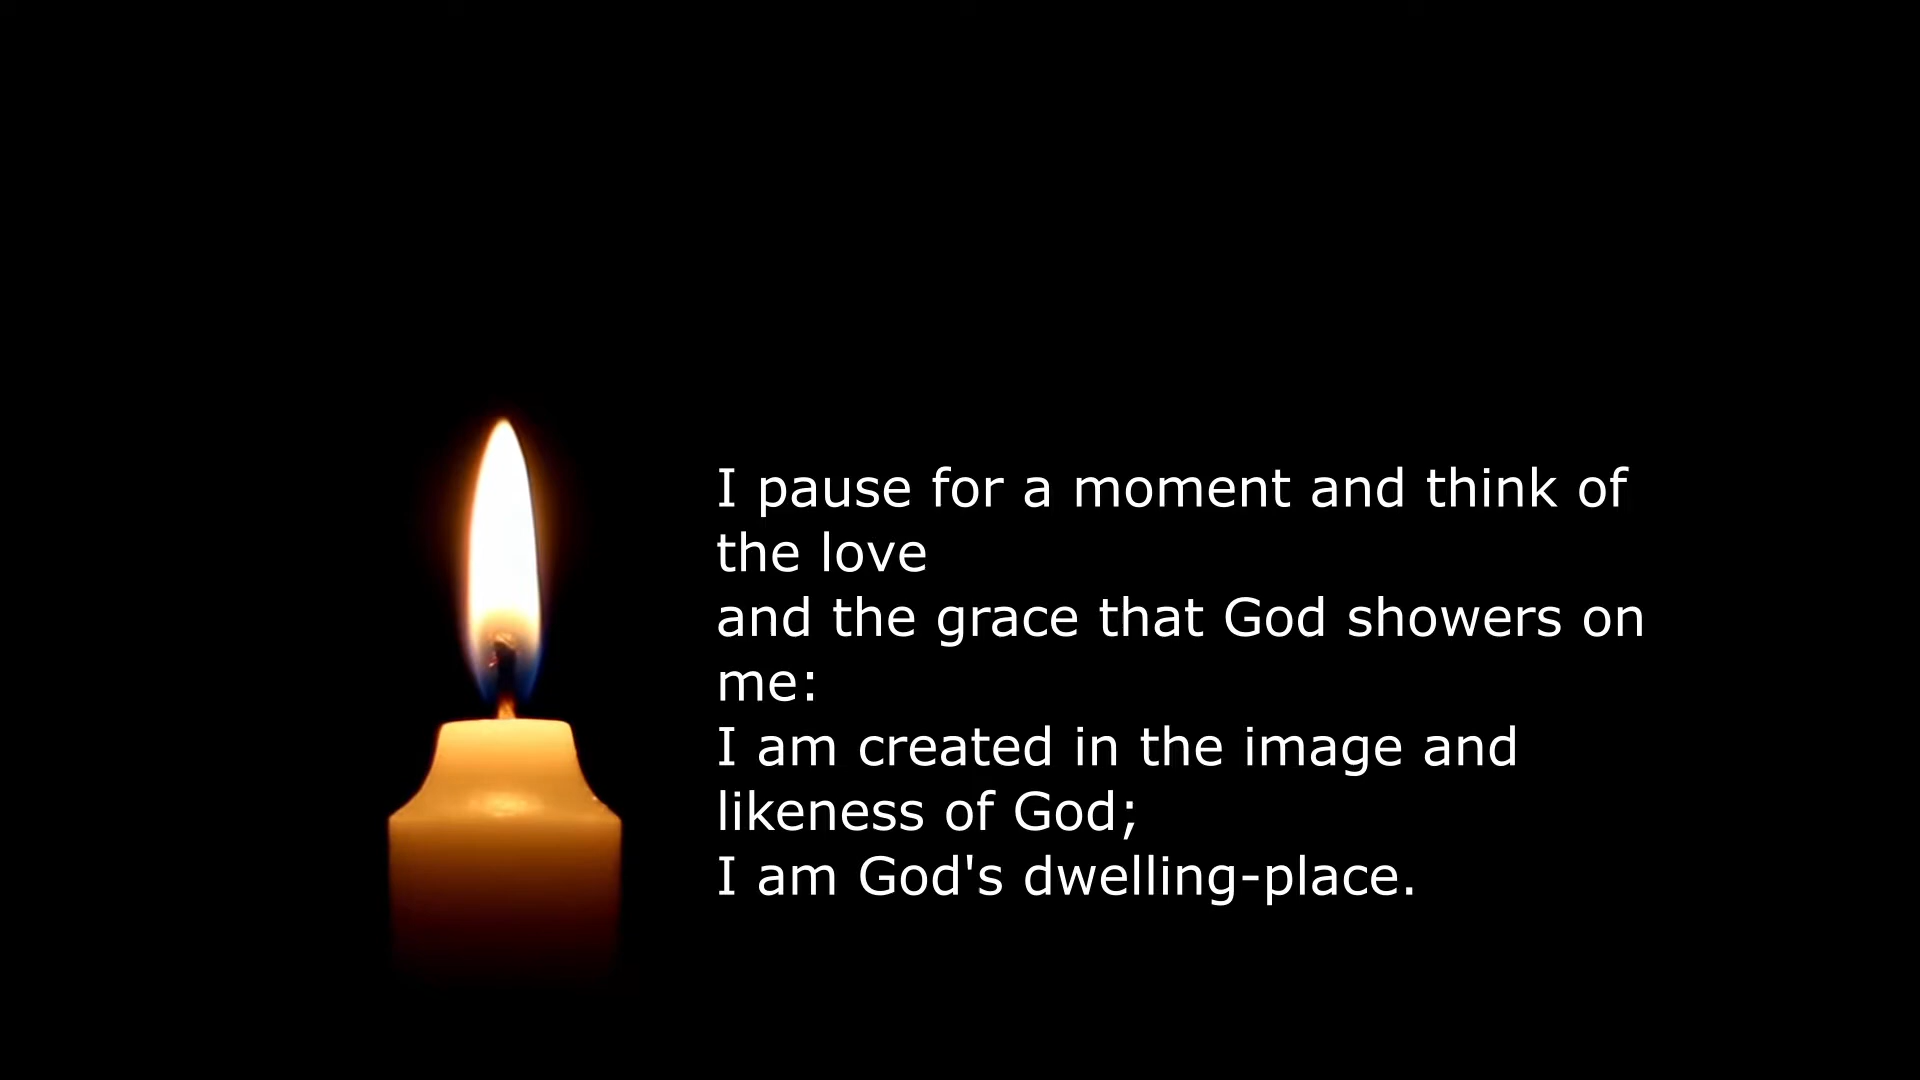 I pause for a moment and think of
the love
and the grace that God showers on
me:
I am created in the image and
likeness of God;
I am God's dwelling-place.